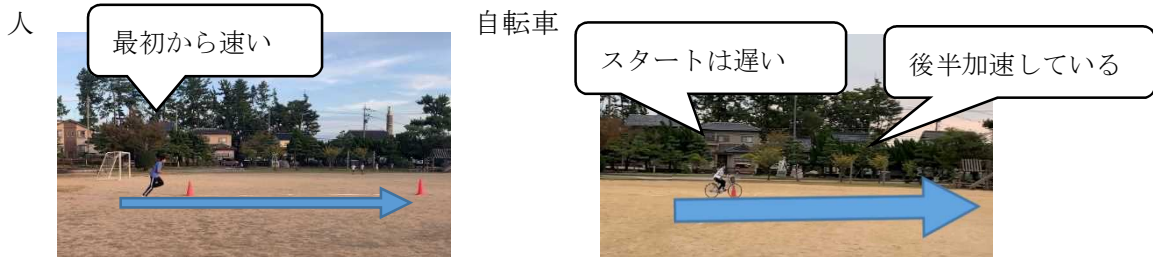 人
最初から速い
自転車
スタートは遅い
後半加速している